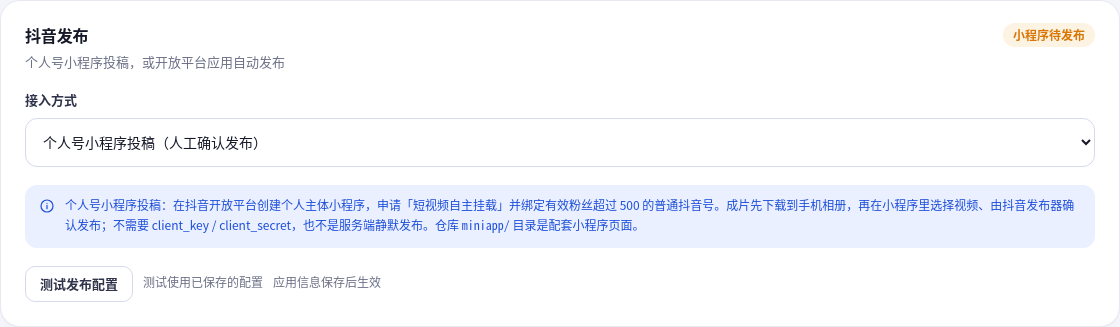 抖音发布
小程序待发布
个人号小程序投稿，或开放平台应用自动发布
接入方式
个人号小程序投稿（人工确认发布）
个人号小程序投稿：在抖音开放平台创建个人主体小程序，申请「短视频自主挂载」并绑定有效粉丝超过 500 的普通抖音号。成片先下载到手机相册，再在小程序里选择视频、由抖音发布器确
认发布；不需要 client_key / client_secret，也不是服务端静默发布。仓库 miniapp/ 目录是配套小程序页面。
测试发布配置 测试使用已保存的配置 应用信息保存后生效